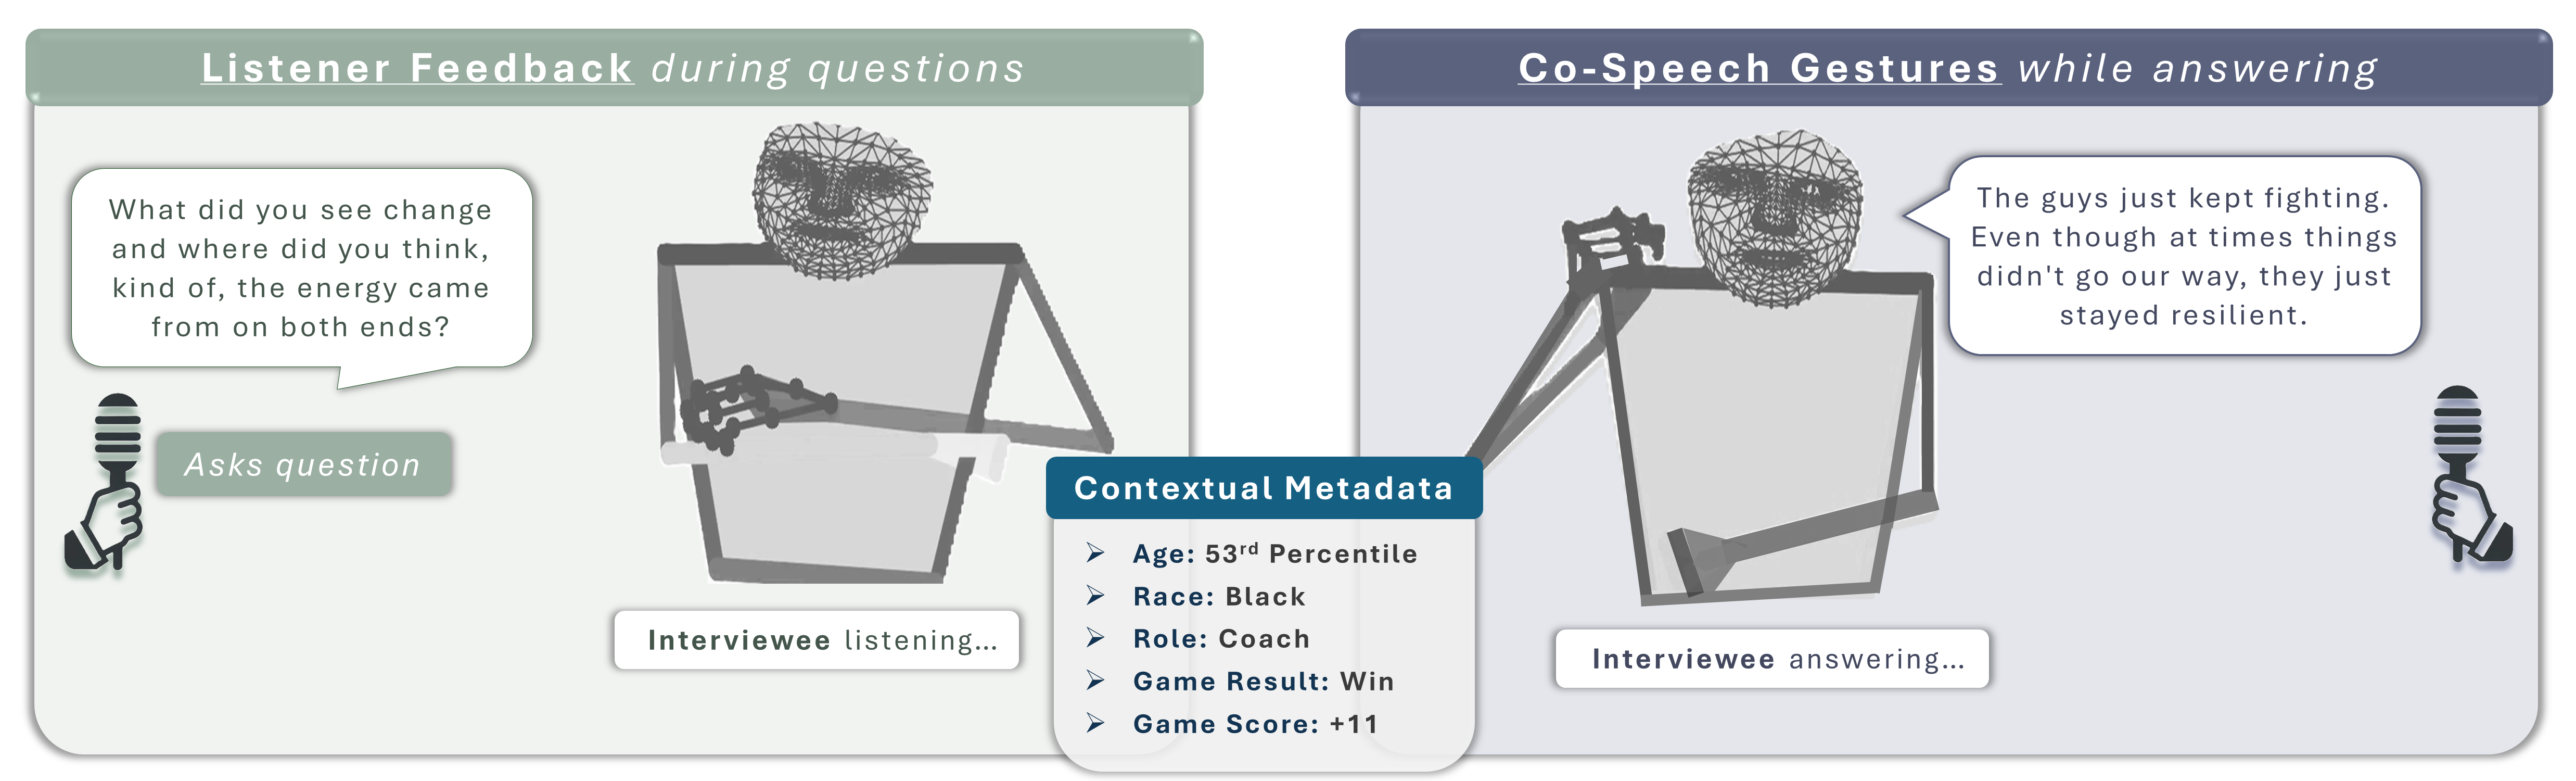 Listener Feedback during questions
What did you see change
and where did you think,
kind of, the energy came
from on both ends?
Asks question
Interviewee listening...
Contextual Metadata
➢ Age: 53rd Percentile
➢ Race: Black
➢ Role: Coach
➢ Game Result: Win
➢ Game Score: +11
Co-Speech Gestures while answering
The guys just kept fighting.
Even though at times things
didn't go our way, they just
stayed resilient.
Interviewee answering...